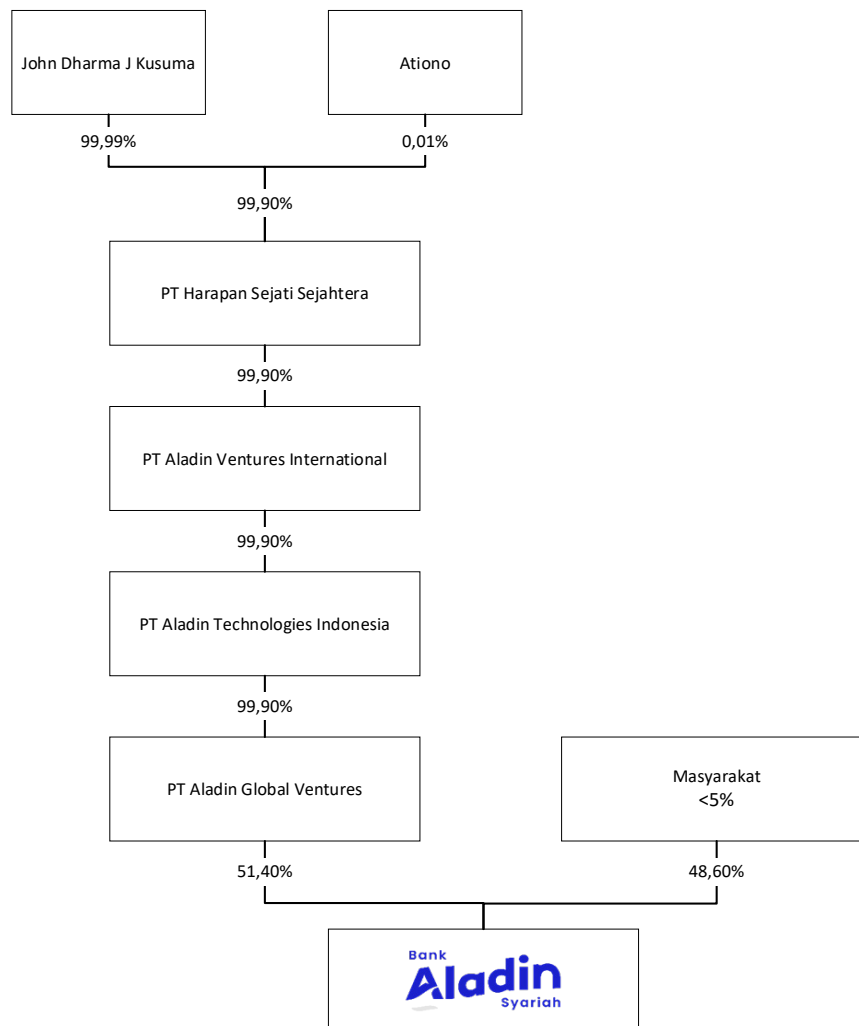 John Dharma J Kusuma
Ationo
99,99%
0,01%
99,90%
PT Harapan Sejati Sejahtera
99,90%
PT Aladin Ventures International
99,90%
PT Aladin Technologies Indonesia
99,90%
PT Aladin Global Ventures
Masyarakat
<5%
51,40%
48,60%
Bank
Aladin
Syariah